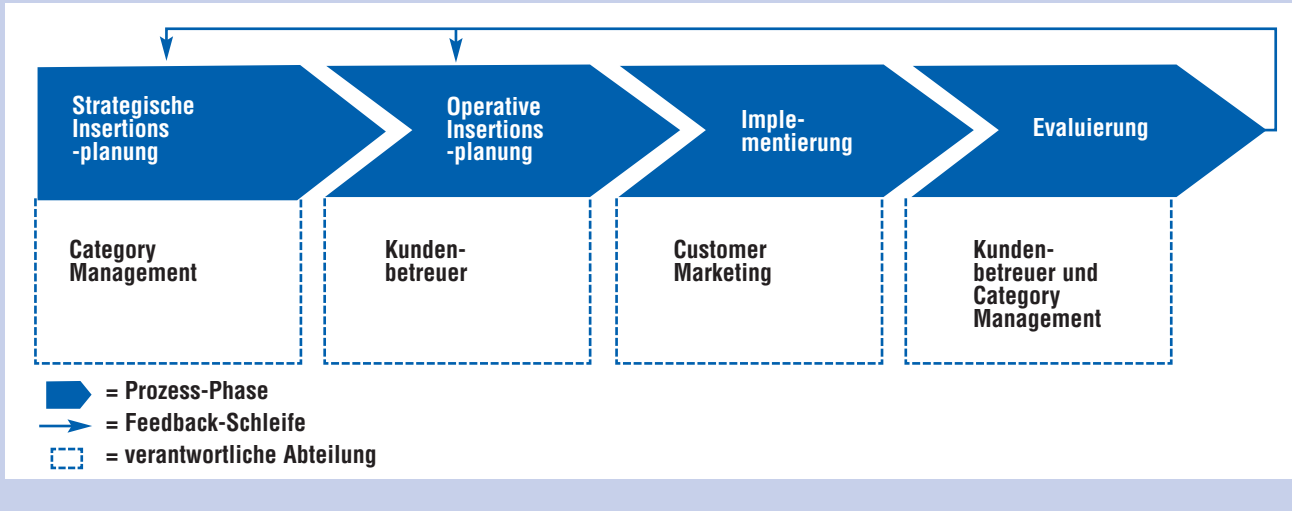 Strategische
Insertions
-planung
Operative
Insertions
-planung
Imple-
mentierung
Evaluierung
Category
Management
Kunden-
betreuer
Customer
Marketing
Kunden-
betreuer und
Category
Management
= Prozess-Phase
= Feedback-Schleife
= verantwortliche Abteilung